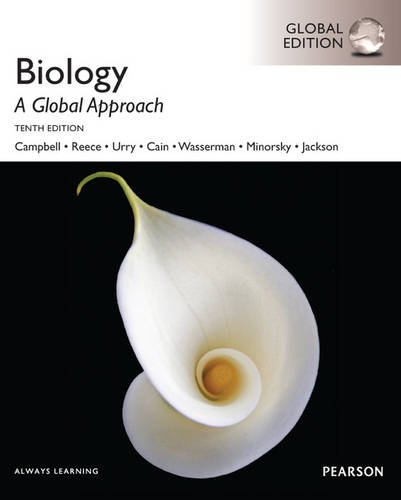 GLOBAL
EDITION
Biology
A Global Approach
TENTH EDITION
Campbell • Reece • Urry • Cain • Wasserman • Minorsky • Jackson
ALWAYS LEARNING
PEARSON